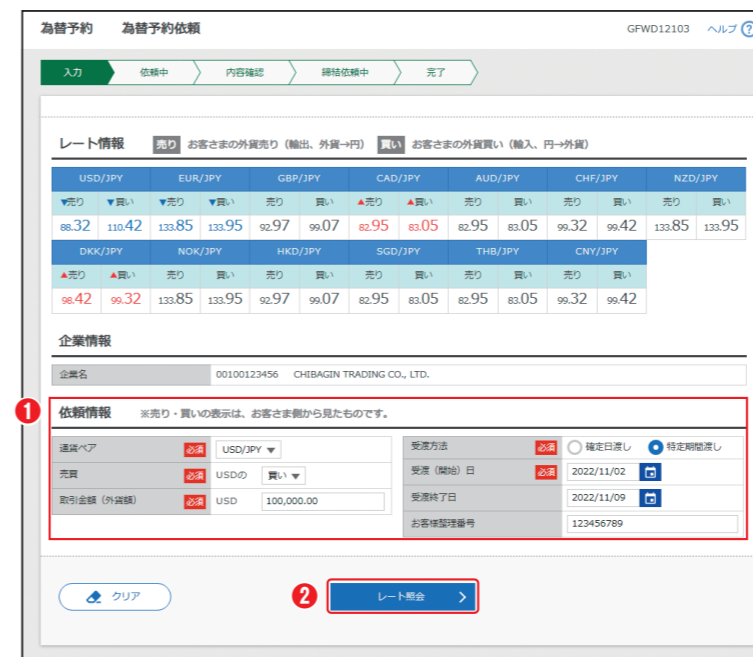 為替予約 為替予約依頼 GFWD12103 ヘルプ ?
入力 依頼中 内容確認 締結依頼中 完了
レート情報 売り お客さまの外貨売り（輸出、外貨→円） 買い お客さまの外貨買い（輸入、円→外貨）
USD/JPY EUR/JPY GBP/JPY CAD/JPY AUD/JPY CHF/JPY NZD/JPY
▼売り ▼買い ▼売り ▼買い 売り 買い ▲売り ▲買い 売り 買い 売り 買い 売り 買い
88.32 110.42 133.85 133.95 92.97 99.07 82.95 83.05 82.95 83.05 99.32 99.42 133.85 133.95
DKK/JPY NOK/JPY HKD/JPY SGD/JPY THB/JPY CNY/JPY
▲売り ▲買い 売り 買い 売り 買い 売り 買い 売り 買い 売り 買い
98.42 99.32 133.85 133.95 92.97 99.07 82.95 83.05 82.95 83.05 99.32 99.42
企業情報
企業名 00100123456 CHIBAGIN TRADING CO., LTD.
❶
依頼情報 ※売り・買いの表示は、お客さま側から見たものです。
通貨ペア 必須 USD/JPY ▼
売買 必須 USDの 買い ▼
取引金額（外貨額） 必須 USD 100,000.00
受渡方法 必須 確定日渡し 特定期間渡し
受渡（開始）日 必須 2022/11/02
受渡終了日 2022/11/09
お客様整理番号 123456789
クリア ❷ レート照会